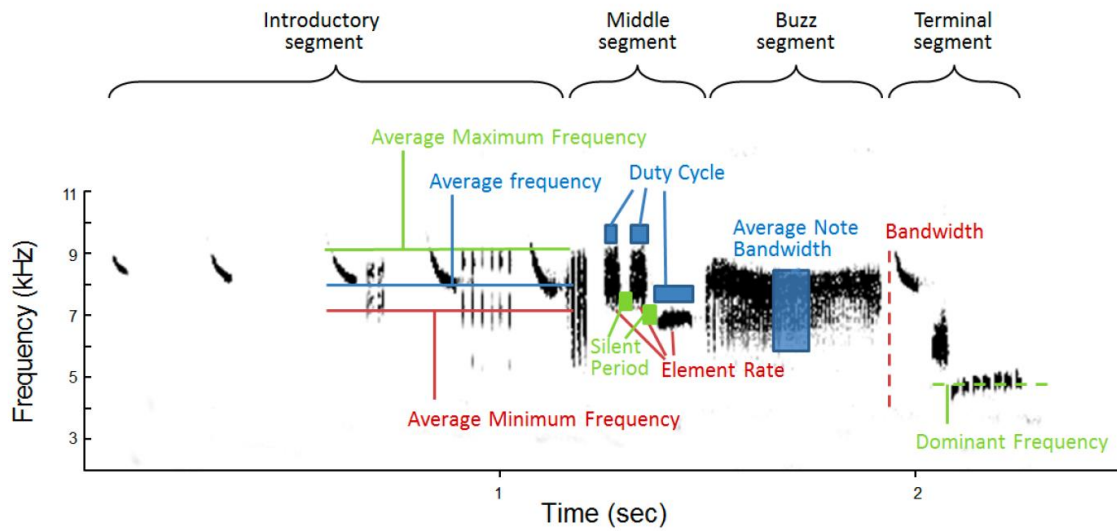 Introductory
segment
Middle
segment
Buzz
segment
Terminal
segment
Average Maximum Frequency
Average frequency
Duty Cycle
Average Note
Bandwidth
Bandwidth
Silent
Period
Element Rate
Average Minimum Frequency
Dominant Frequency
Frequency (kHz)
11
9
7
5
3
1
2
Time (sec)